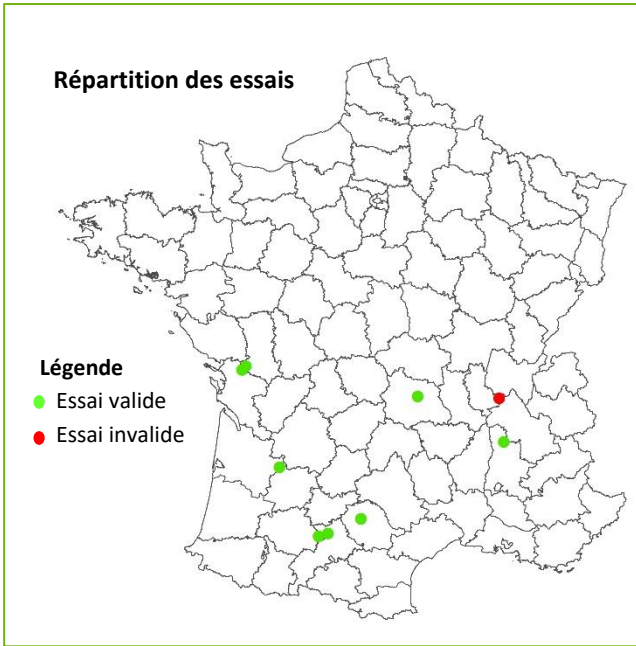 Répartition des essais
Légende
Essai valide
Essai invalide